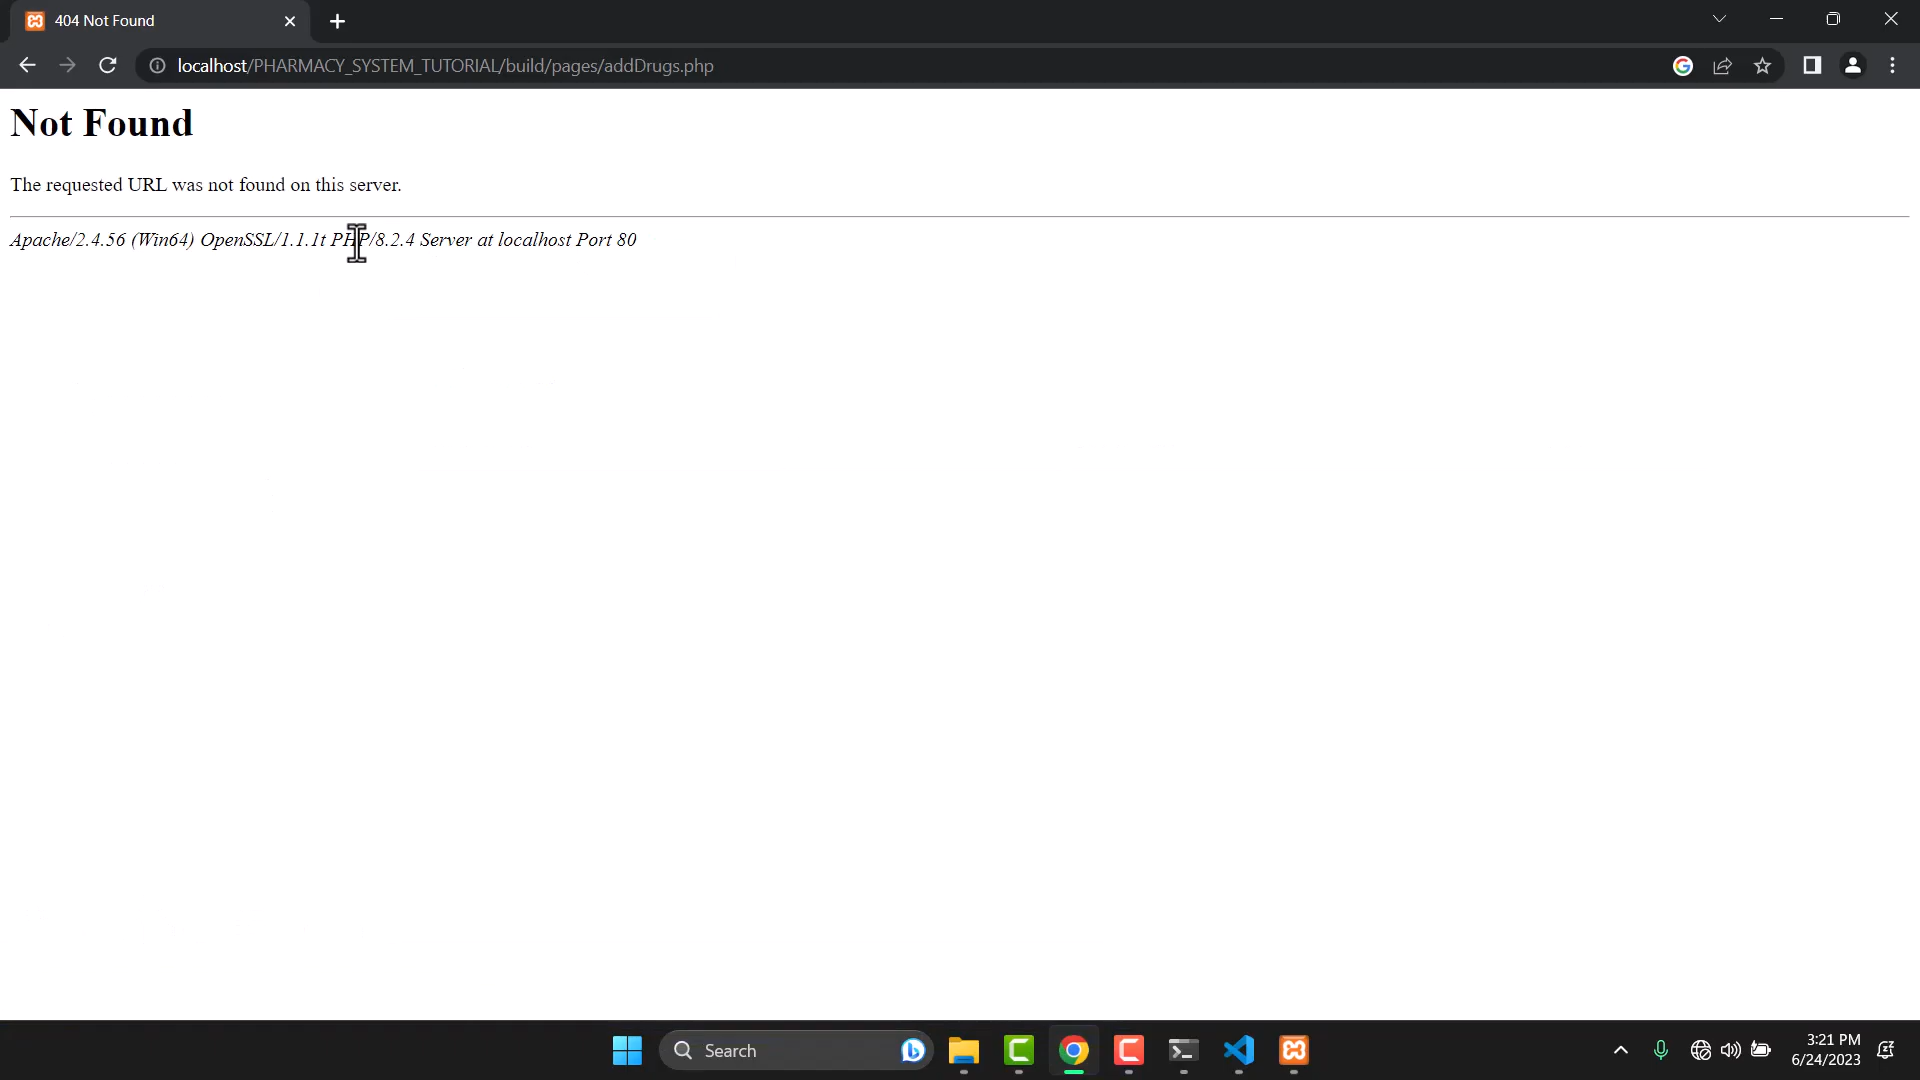 404 Not Found
localhost/PHARMACY_SYSTEM_TUTORIAL/build/pages/addDrugs.php
Not Found
The requested URL was not found on this server.
Apache/2.4.56 (Win64) OpenSSL/1.1.1t PHP/8.2.4 Server at localhost Port 80
Search
3:21 PM
6/24/2023